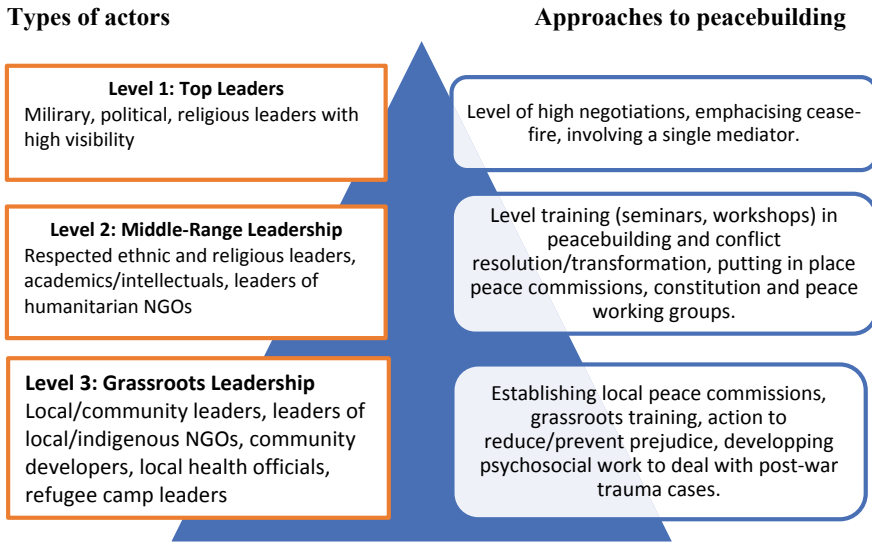 Types of actors
Approaches to peacebuilding
Level 1: Top Leaders
Milirary, political, religious leaders with
high visibility
Level of high negotiations, emphacising cease-
fire, involving a single mediator.
Level 2: Middle-Range Leadership
Respected ethnic and religious leaders,
academics/intellectuals, leaders of
humanitarian NGOs
Level training (seminars, workshops) in
peacebuilding and conflict
resolution/transformation, putting in place
peace commissions, constitution and peace
working groups.
Level 3: Grassroots Leadership
Local/community leaders, leaders of
local/indigenous NGOs, community
developers, local health officials,
refugee camp leaders
Establishing local peace commissions,
grassroots training, action to
reduce/prevent prejudice, developping
psychosocial work to deal with post-war
trauma cases.